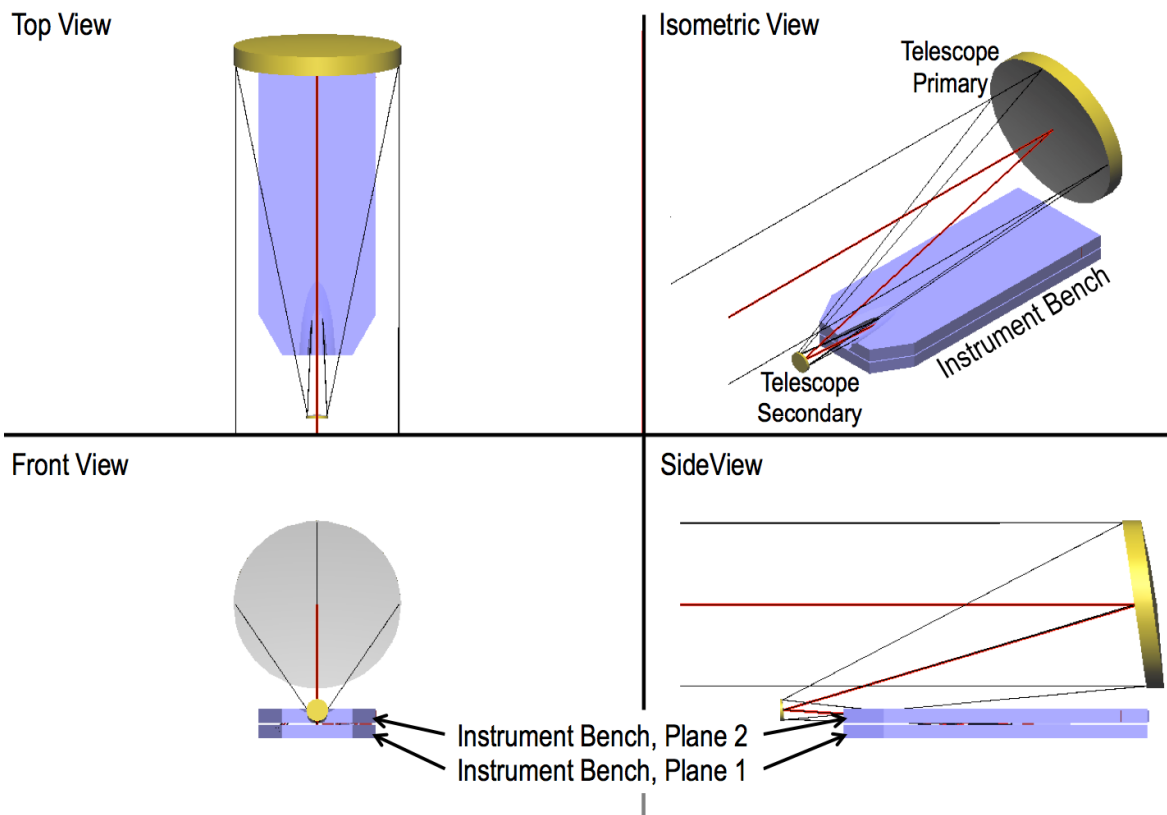 Top View
Isometric View
Telescope
Primary
Instrument Bench
Telescope
Secondary
Front View
SideView
Instrument Bench, Plane 2
Instrument Bench, Plane 1